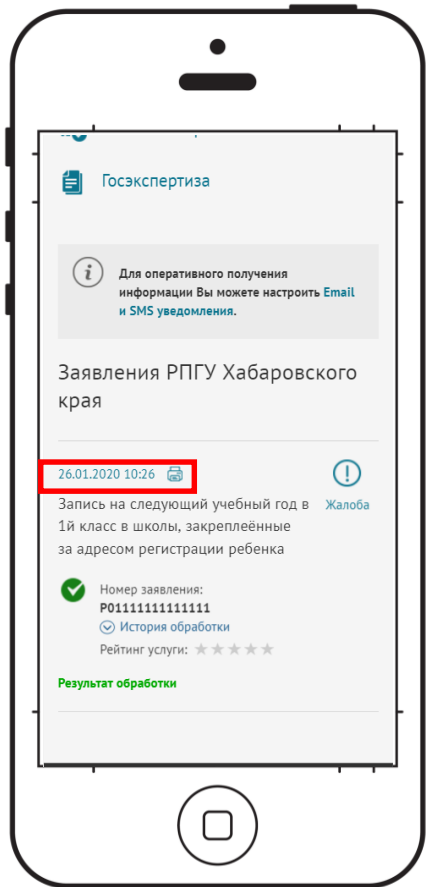 Госэкспертиза
Для оперативного получения
информации Вы можете настроить Email
и SMS уведомления.
Заявления РПГУ Хабаровского
края
26.01.2020 10:26
Запись на следующий учебный год в
1й класс в школы, закреплеённые
за адресом регистрации ребенка
Жалоба
Номер заявления:
P01111111111111
История обработки
Рейтинг услуги:
Результат обработки